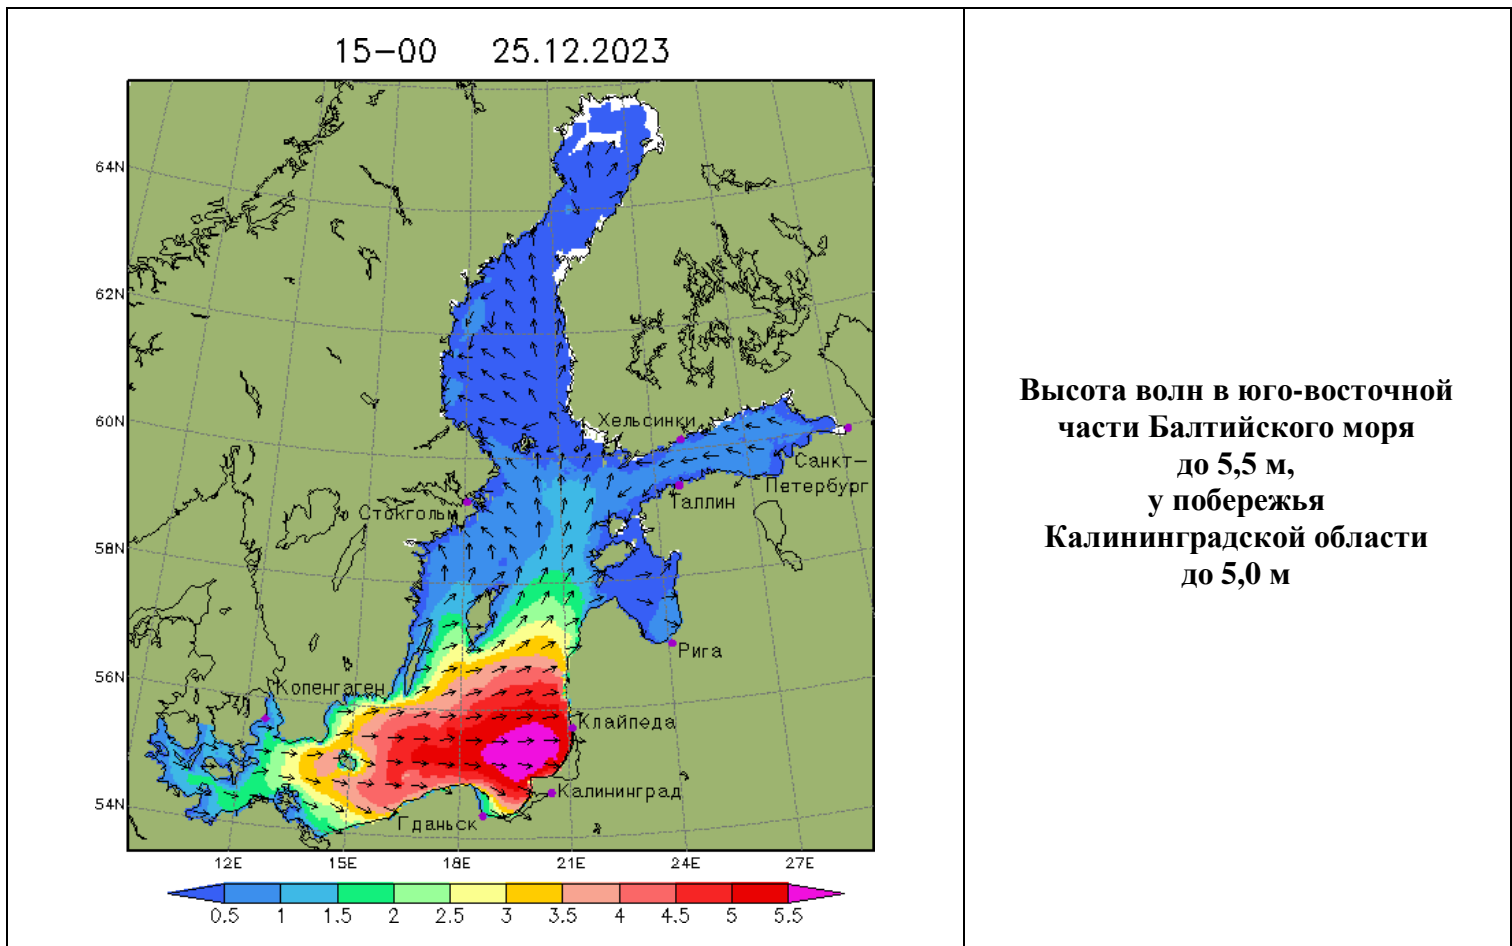 15-00 25.12.2023
64N
62N
60N
58N
56N
54N
Хельсинки
Санкт-
Петербург
Таллин
Стокгольм
Рига
Копенгаген
Клайпеда
Калининград
Гданьск
12E 15E 18E 21E 24E 27E
0.5 1 1.5 2 2.5 3 3.5 4 4.5 5 5.5
Высота волн в юго-восточной
части Балтийского моря
до 5,5 м,
у побережья
Калининградской области
до 5,0 м